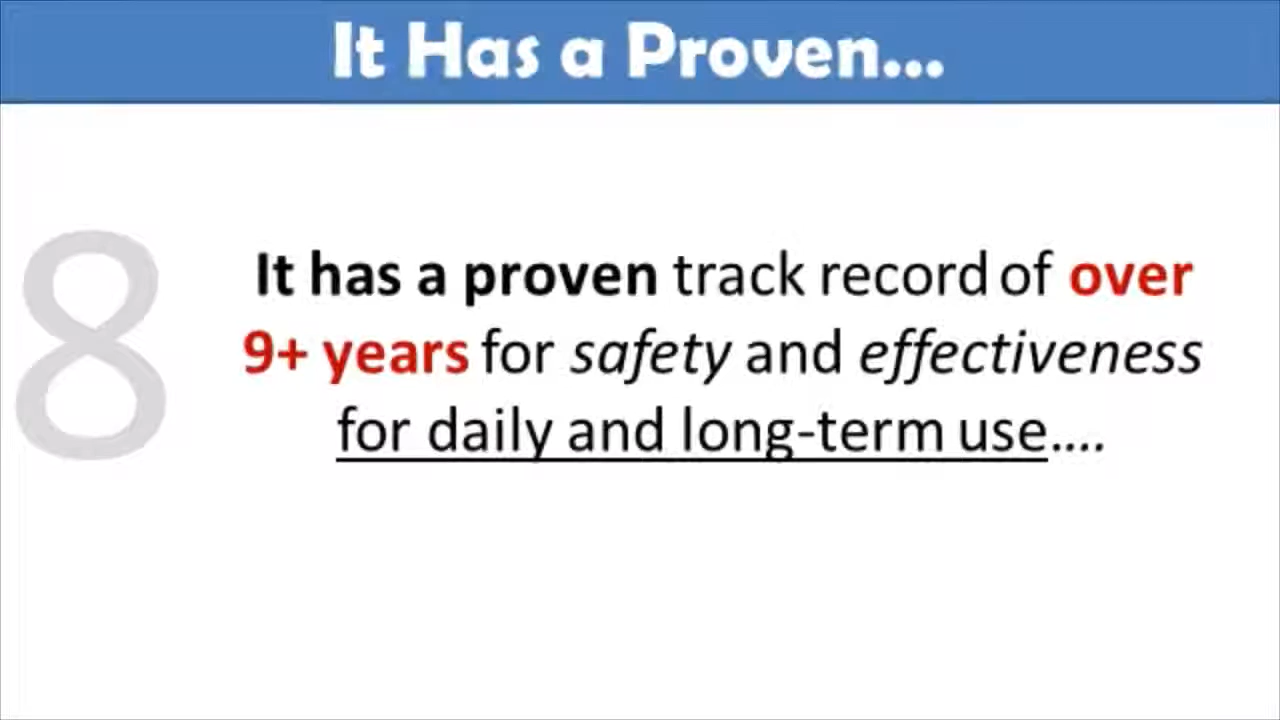 It Has a Proven...
8
It has a proven track record of over
9+ years for safety and effectiveness
for daily and long-term use....